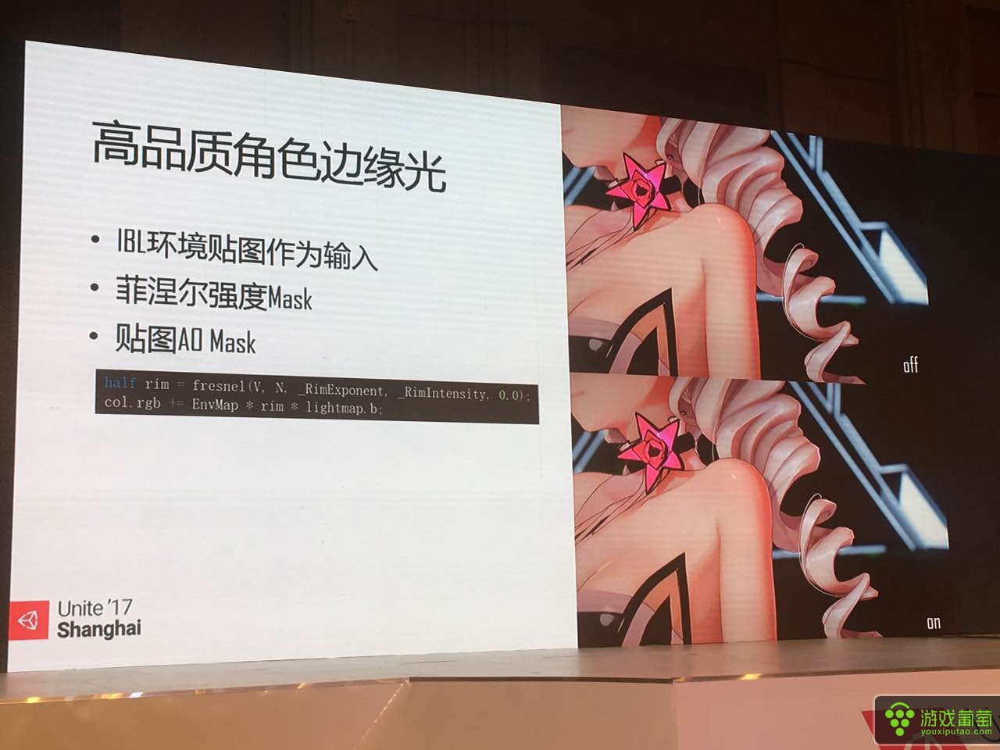 高品质角色边缘光
• IBL环境贴图作为输入
• 菲涅尔强度Mask
• 贴图AO Mask
half rim = fresnel(V, N, _RimExponent, _RimIntensity, 0.0);
col.rgb += EnvMap * rim * lightmap.b;
off
on
Unite '17
Shanghai
游戏葡萄
youxiputao.com